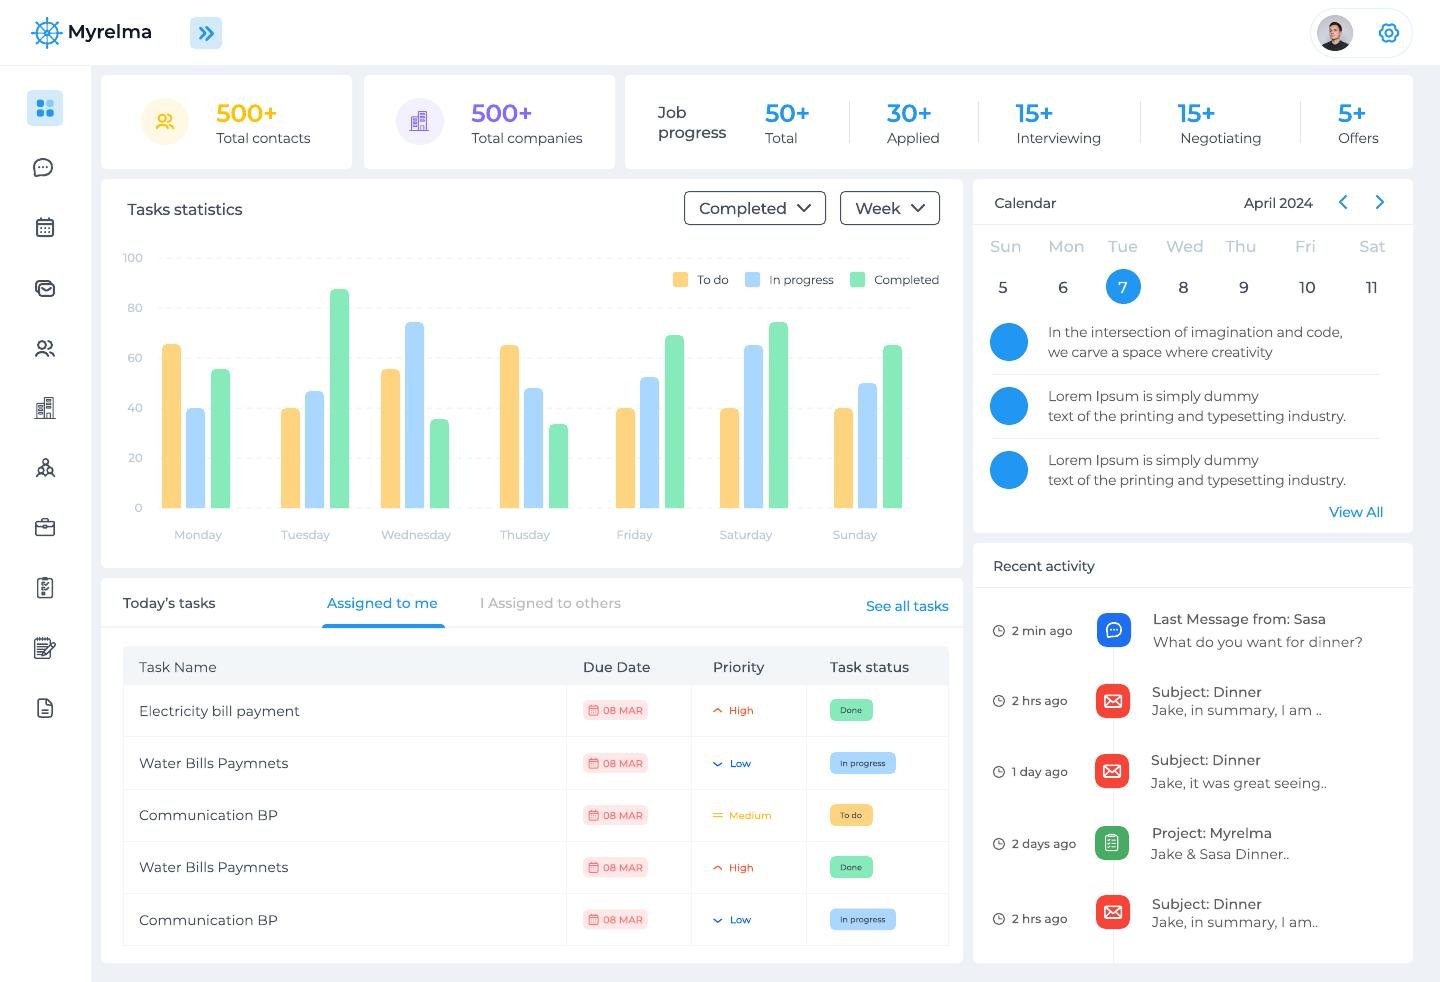 Myrelma
500+
Total contacts
500+
Total companies
Job
progress
50+
Total
30+
Applied
15+
Interviewing
15+
Negotiating
5+
Offers
Tasks statistics
Completed
Week
To do In progress Completed
100
80
60
40
20
0
Monday Tuesday Wednesday Thusday Friday Saturday Sunday
Calendar April 2024
Sun Mon Tue Wed Thu Fri Sat
5 6 7 8 9 10 11
In the intersection of imagination and code,
we carve a space where creativity
Lorem Ipsum is simply dummy
text of the printing and typesetting industry.
Lorem Ipsum is simply dummy
text of the printing and typesetting industry.
View All
Today’s tasks Assigned to me I Assigned to others See all tasks
Task Name Due Date Priority Task status
Electricity bill payment 08 MAR High Done
Water Bills Paymnets 08 MAR Low In progress
Communication BP 08 MAR Medium To do
Water Bills Paymnets 08 MAR High Done
Communication BP 08 MAR Low In progress
Recent activity
2 min ago
Last Message from: Sasa
What do you want for dinner?
2 hrs ago
Subject: Dinner
Jake, in summary, I am ..
1 day ago
Subject: Dinner
Jake, it was great seeing..
2 days ago
Project: Myrelma
Jake & Sasa Dinner..
2 hrs ago
Subject: Dinner
Jake, in summary, I am..